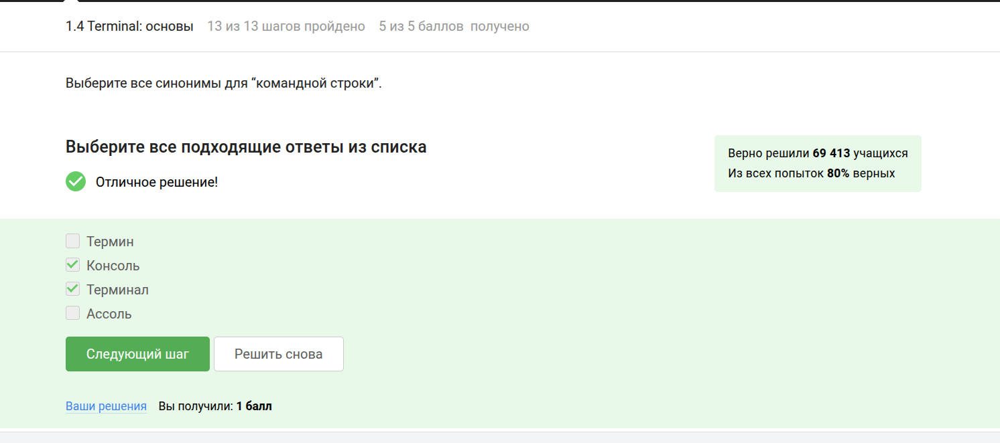 1.4 Terminal: основы 13 из 13 шагов пройдено 5 из 5 баллов получено
Выберите все синонимы для “командной строки”.
Выберите все подходящие ответы из списка
Отличное решение!
Верно решили 69 413 учащихся
Из всех попыток 80% верных
Термин
Консоль
Терминал
Ассоль
Следующий шаг Решить снова
Ваши решения Вы получили: 1 балл